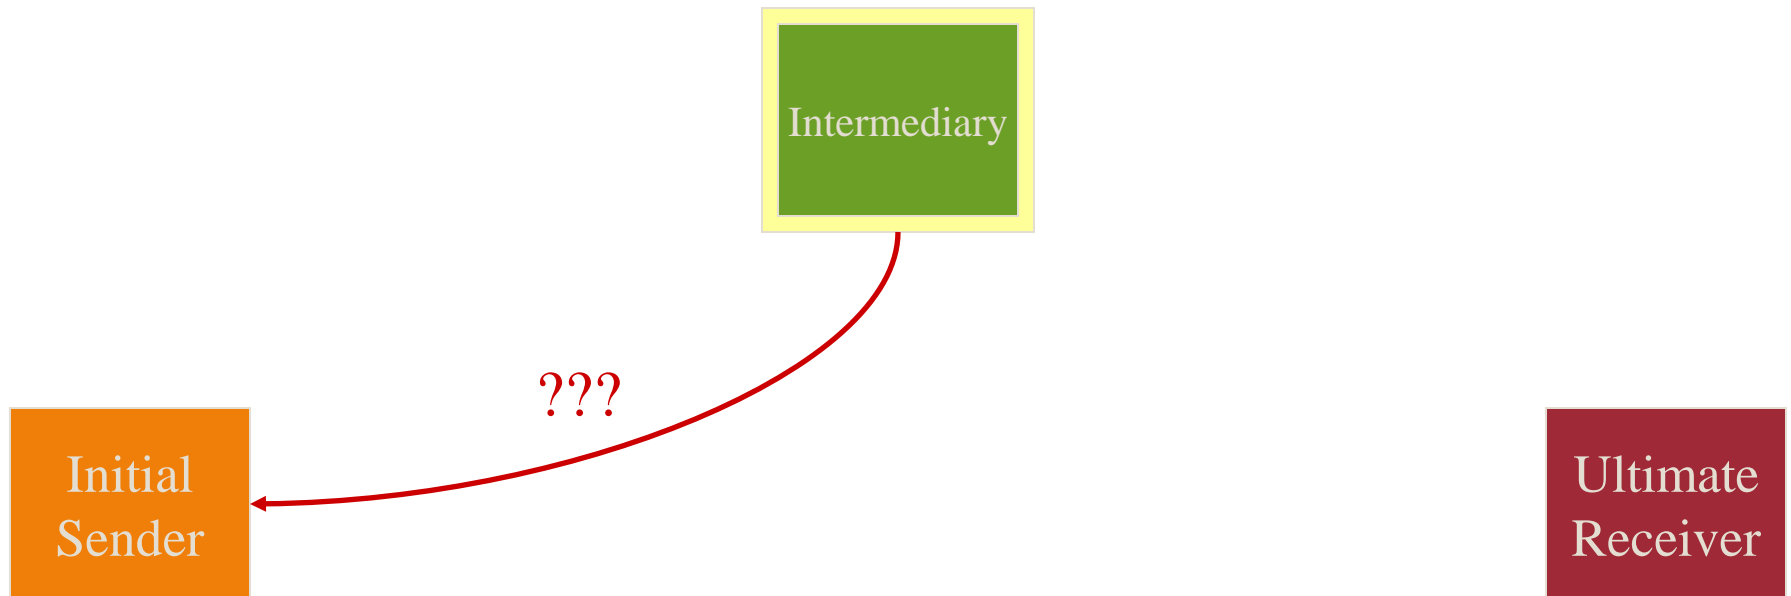 Intermediary
???
Initial
Sender
Ultimate
Receiver